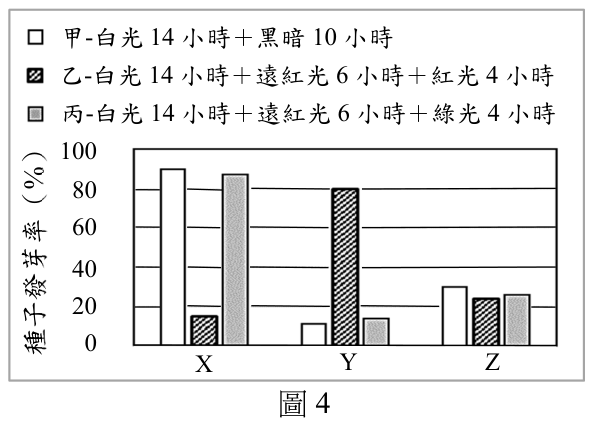 甲-白光 14 小時＋黑暗 10 小時
乙-白光 14 小時＋遠紅光 6 小時＋紅光 4 小時
丙-白光 14 小時＋遠紅光 6 小時＋綠光 4 小時
種子發芽率（%）
100
80
60
40
20
0
X Y Z
圖 4